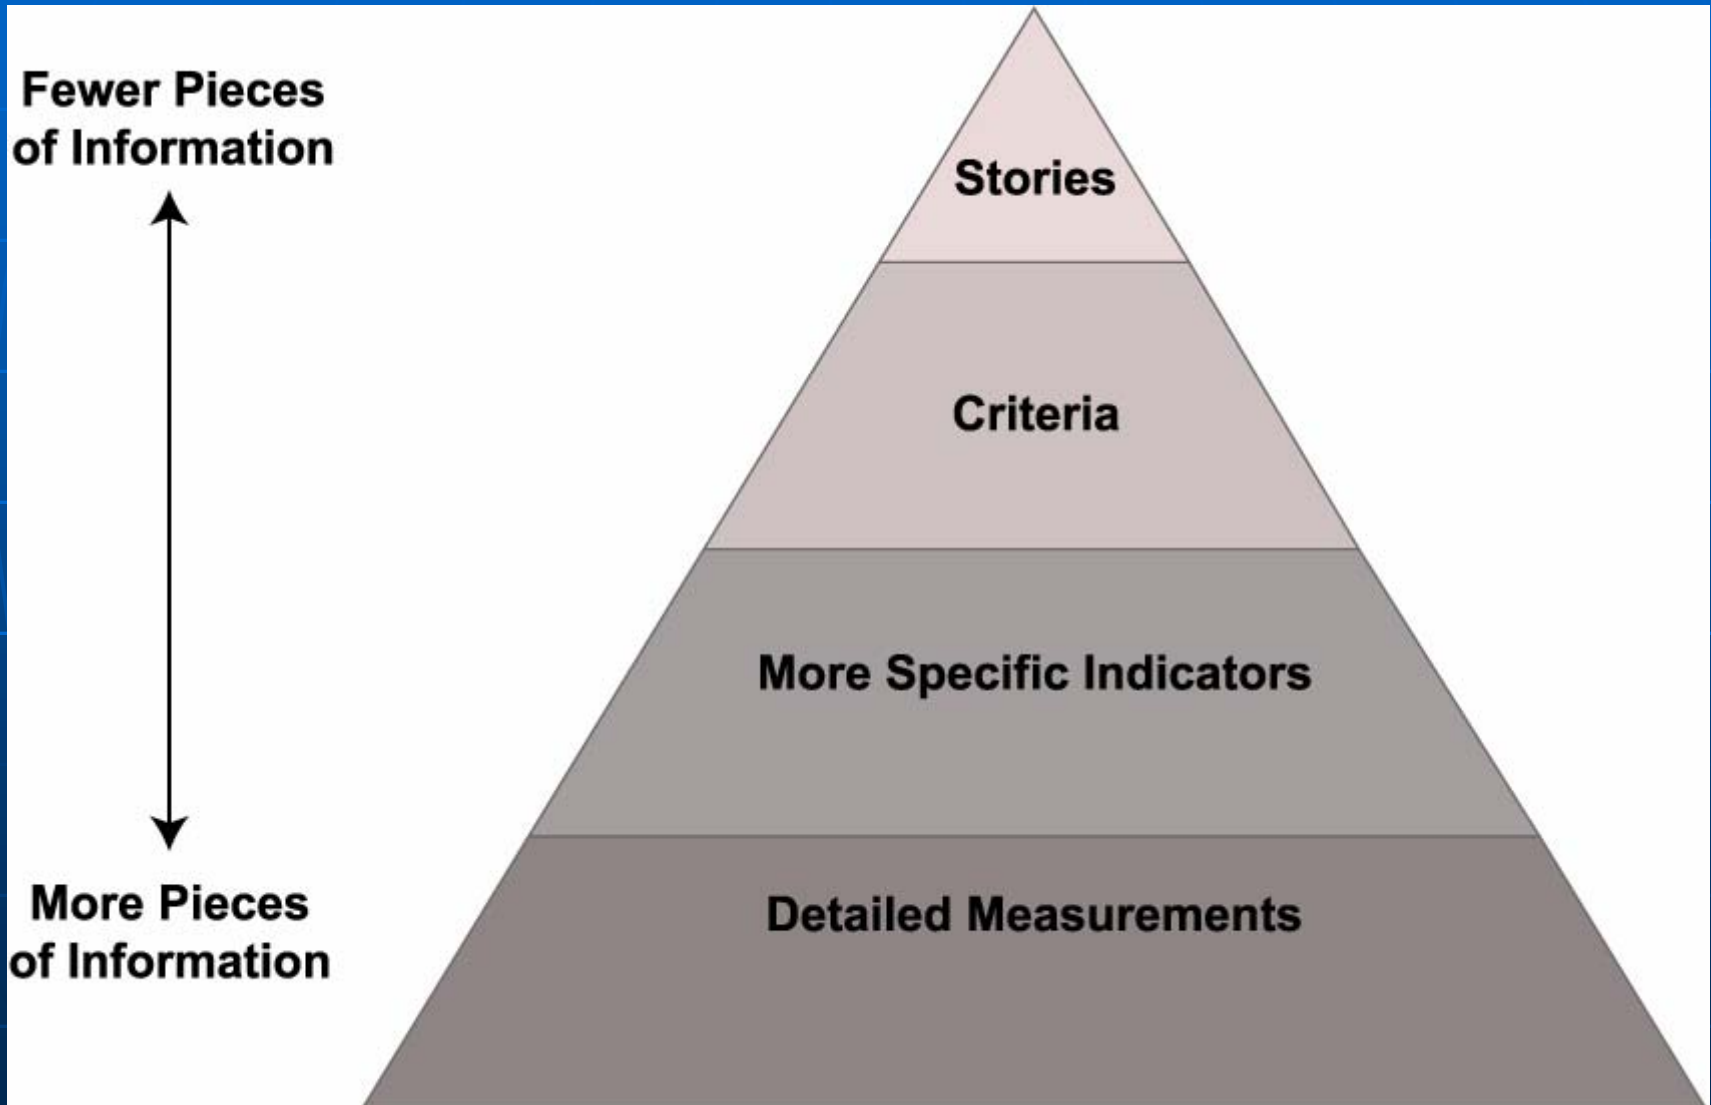 Fewer Pieces
of Information
Stories
Criteria
More Specific Indicators
Detailed Measurements
More Pieces
of Information